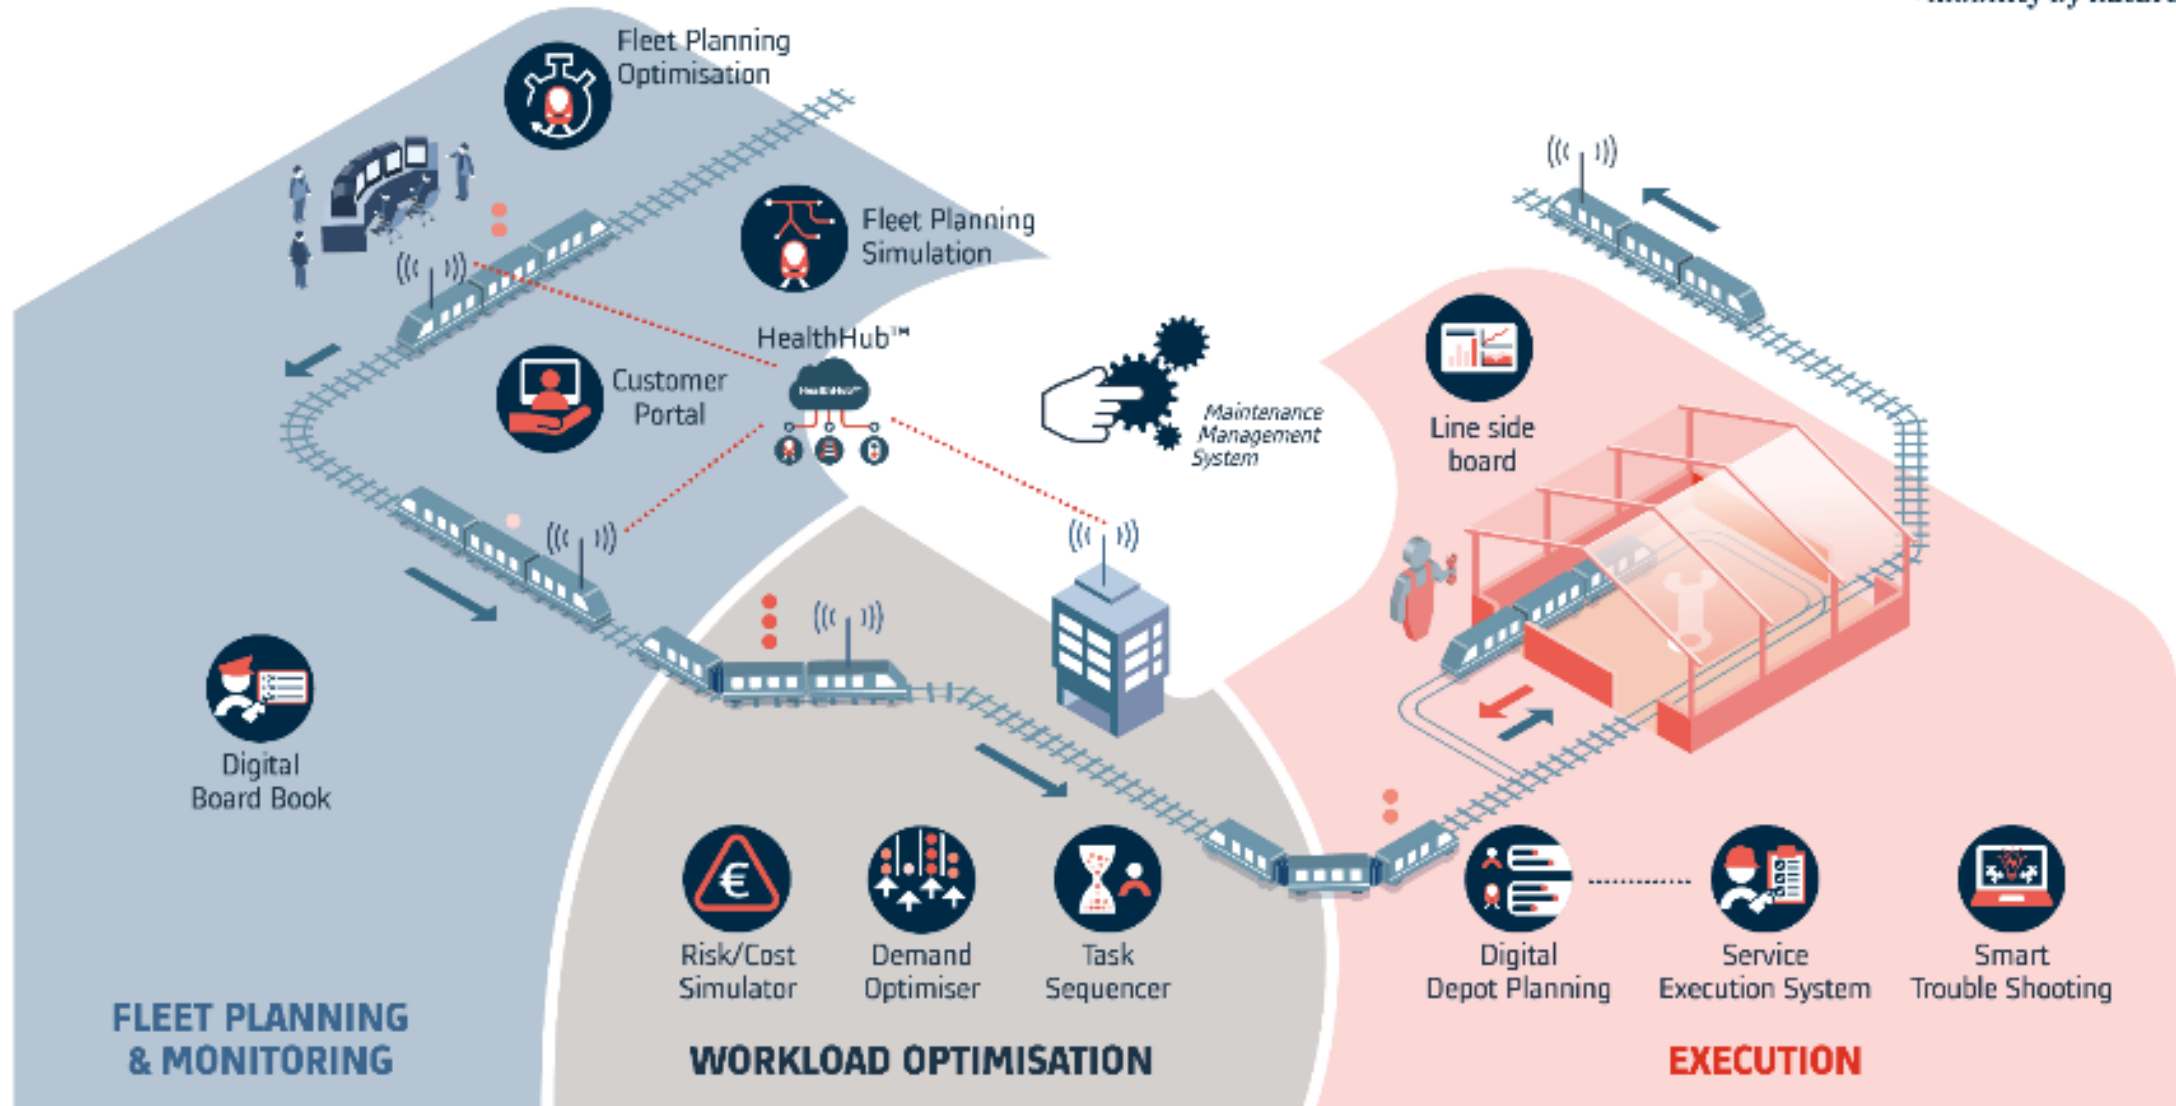 Fleet Planning
Optimisation
Fleet Planning
Simulation
HealthHub™
HealthHub™
Customer
Portal
Maintenance
Management
System
Line side
board
Digital
Board Book
Risk/Cost
Simulator
Demand
Optimiser
Task
Sequencer
Digital
Depot Planning
Service
Execution System
Smart
Trouble Shooting
FLEET PLANNING
& MONITORING
WORKLOAD OPTIMISATION
EXECUTION